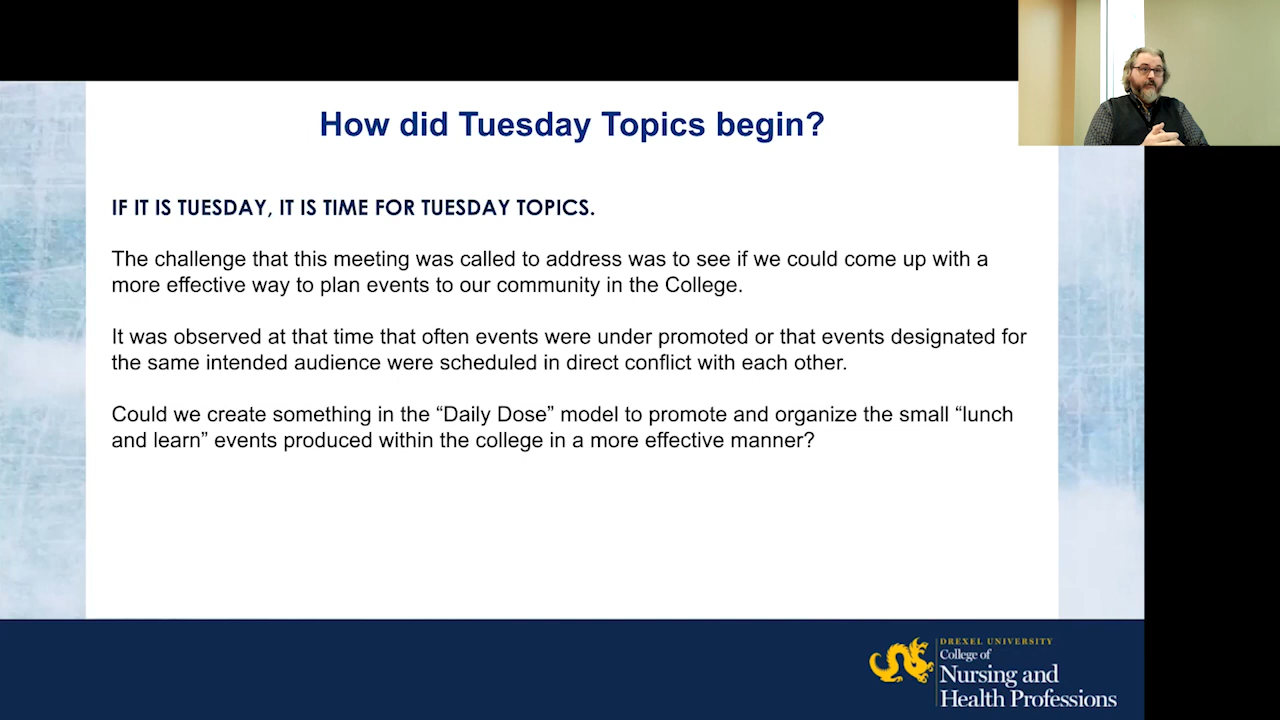 How did Tuesday Topics begin?
IF IT IS TUESDAY, IT IS TIME FOR TUESDAY TOPICS.
The challenge that this meeting was called to address was to see if we could come up with a
more effective way to plan events to our community in the College.
It was observed at that time that often events were under promoted or that events designated for
the same intended audience were scheduled in direct conflict with each other.
Could we create something in the “Daily Dose” model to promote and organize the small “lunch
and learn” events produced within the college in a more effective manner?
DREXEL UNIVERSITY
College of
Nursing and
Health Professions